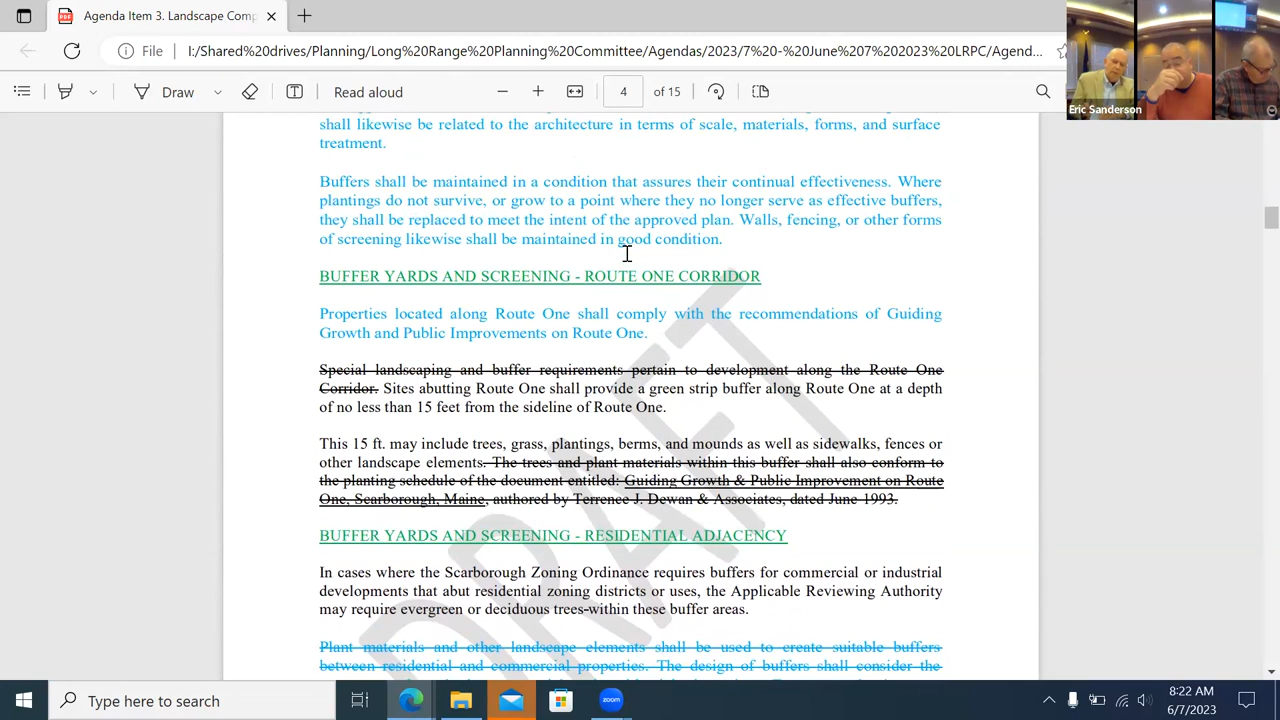 Agenda Item 3. Landscape Comp
File
I:/Shared%20drives/Planning/Long%20Range%20Planning%20Committee/Agendas/2023/7%20-%20June%207%202023%20LRPC/Agend...
Draw
Read aloud
4
of 15
Eric Sanderson
shall likewise be related to the architecture in terms of scale, materials, forms, and surface
treatment.
Buffers shall be maintained in a condition that assures their continual effectiveness. Where
plantings do not survive, or grow to a point where they no longer serve as effective buffers,
they shall be replaced to meet the intent of the approved plan. Walls, fencing, or other forms
of screening likewise shall be maintained in good condition.
BUFFER YARDS AND SCREENING - ROUTE ONE CORRIDOR
Properties located along Route One shall comply with the recommendations of Guiding
Growth and Public Improvements on Route One.
Special landscaping and buffer requirements pertain to development along the Route One
Corridor. Sites abutting Route One shall provide a green strip buffer along Route One at a depth
of no less than 15 feet from the sideline of Route One.
This 15 ft. may include trees, grass, plantings, berms, and mounds as well as sidewalks, fences or
other landscape elements. The trees and plant materials within this buffer shall also conform to
the planting schedule of the document entitled: Guiding Growth & Public Improvement on Route
One, Scarborough, Maine, authored by Terrence J. Dewan & Associates, dated June 1993.
BUFFER YARDS AND SCREENING - RESIDENTIAL ADJACENCY
In cases where the Scarborough Zoning Ordinance requires buffers for commercial or industrial
developments that abut residential zoning districts or uses, the Applicable Reviewing Authority
may require evergreen or deciduous trees within these buffer areas.
Plant materials and other landscape elements shall be used to create suitable buffers
between residential and commercial properties. The design of buffers shall consider the
DRAFT
Type here to search
zoom
8:22 AM
6/7/2023